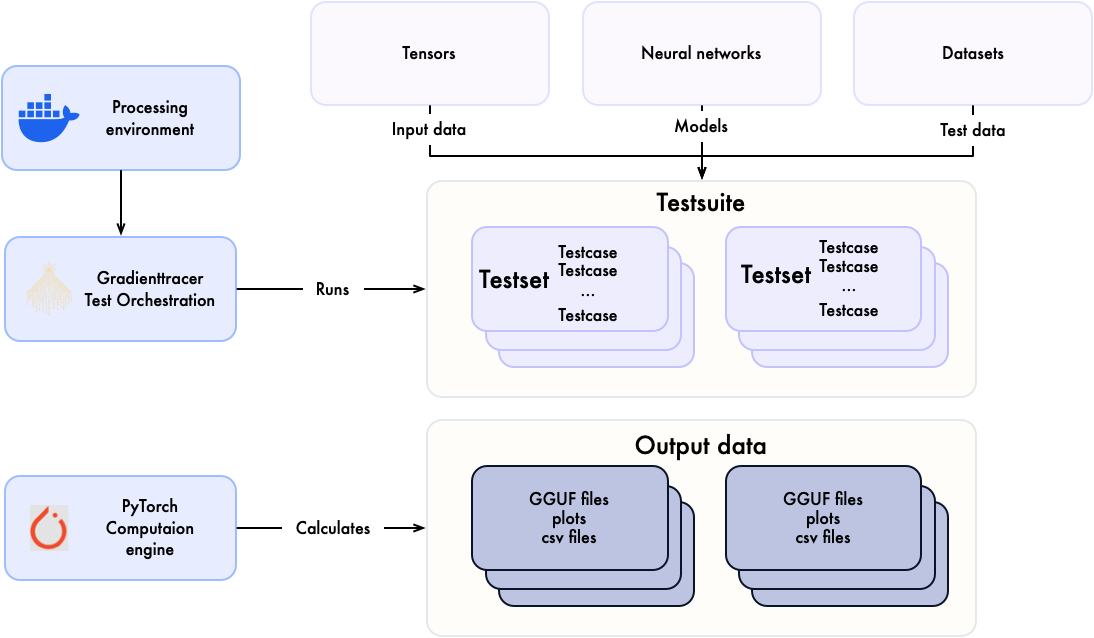 Tensors
Neural networks
Datasets
Processing
environment
Input data
Models
Test data
Testsuite
Testset
Testcase
Testcase
...
Testcase
Testset
Testcase
Testcase
...
Testcase
Gradienttracer
Test Orchestration
Runs
Output data
GGUF files
plots
csv files
GGUF files
plots
csv files
PyTorch
Computaion
engine
Calculates